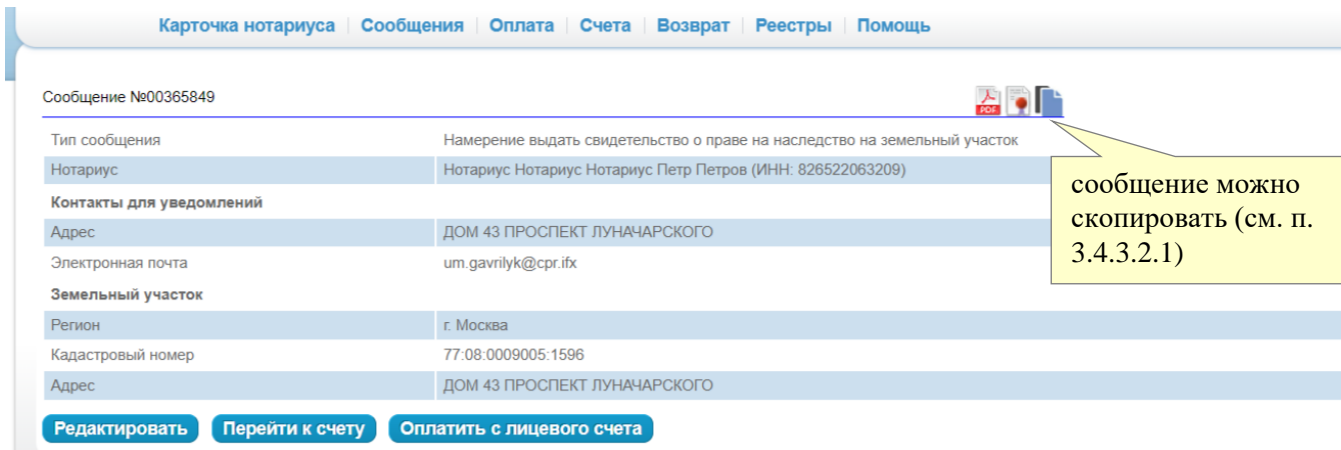 Карточка нотариуса Сообщения Оплата Счета Возврат Реестры Помощь
Сообщение №00365849
PDF
Тип сообщения Намерение выдать свидетельство о праве на наследство на земельный участок
Нотариус Нотариус Нотариус Нотариус Петр Петров (ИНН: 826522063209)
Контакты для уведомлений
Адрес ДОМ 43 ПРОСПЕКТ ЛУНАЧАРСКОГО
Электронная почта um.gavrilyk@cpr.ifx
Земельный участок
Регион г. Москва
Кадастровый номер 77:08:0009005:1596
Адрес ДОМ 43 ПРОСПЕКТ ЛУНАЧАРСКОГО
Редактировать Перейти к счету Оплатить с лицевого счета
сообщение можно
скопировать (см. п.
3.4.3.2.1)